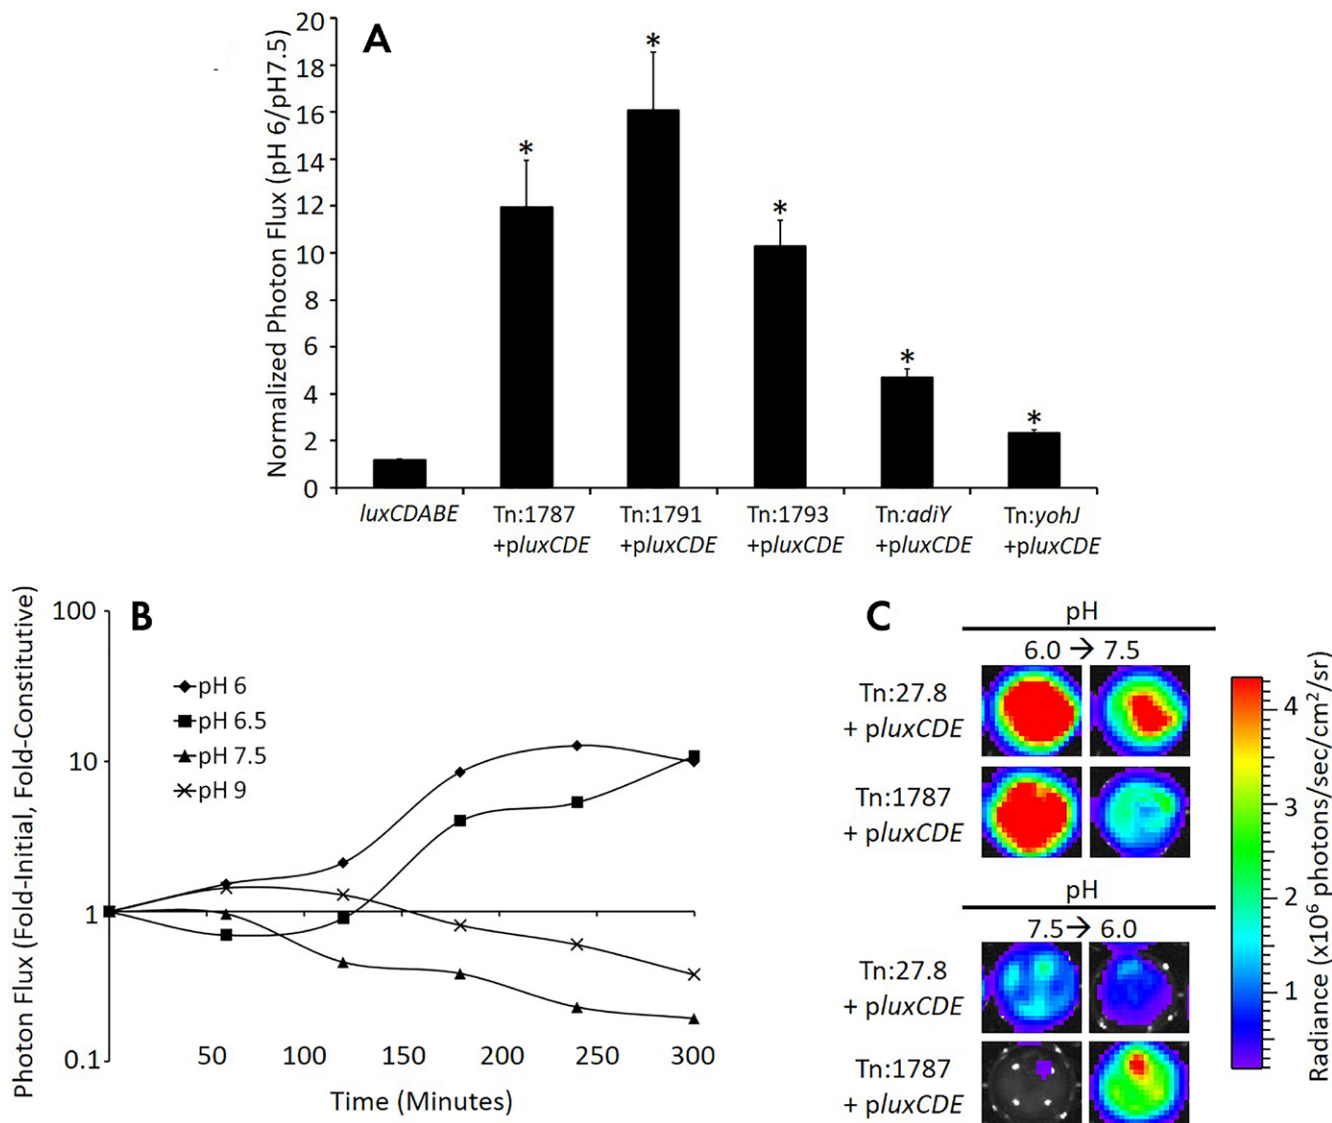 A
Normalized Photon Flux (pH 6/pH7.5)
20
18
16
14
12
10
8
6
4
2
0
*
*
*
*
*
luxCDABE
Tn:1787
+pluxCDE
Tn:1791
+pluxCDE
Tn:1793
+pluxCDE
Tn:adiY
+pluxCDE
Tn:yohJ
+pluxCDE
B
Photon Flux (Fold-Initial, Fold-Constitutive)
100
10
1
0.1
pH 6
pH 6.5
pH 7.5
pH 9
50
100
150
200
250
300
Time (Minutes)
C
pH
6.0 → 7.5
Tn:27.8
+ pluxCDE
Tn:1787
+ pluxCDE
pH
7.5 → 6.0
Tn:27.8
+ pluxCDE
Tn:1787
+ pluxCDE
4
3
2
1
Radiance (x10⁶ photons/sec/cm²/sr)